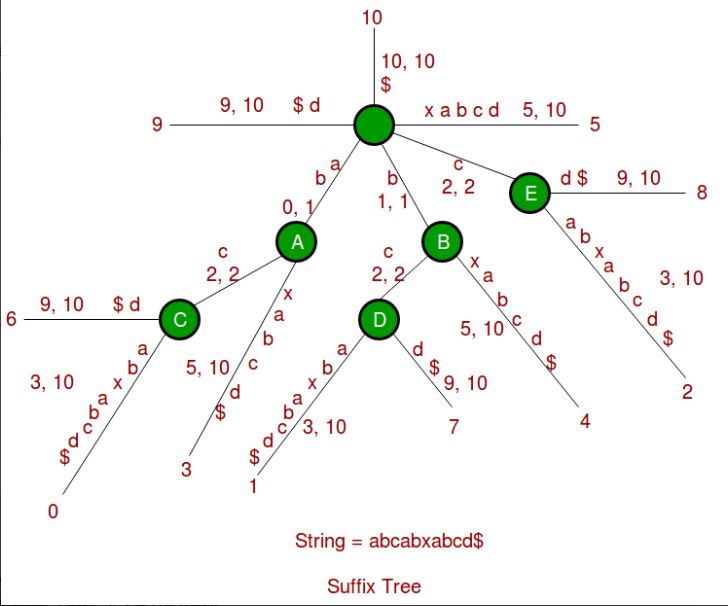 10
10, 10
$
9
9, 10
$ d
x a b c d
5, 10
5
a
b
0, 1
b
1, 1
c
2, 2
E
d $
9, 10
8
A
B
c
2, 2
c
2, 2
x
a
b
c
d
$
5, 10
a
b
x
a
b
c
d
$
3, 10
6
9, 10
$ d
C
x
a
b
c
d
$
5, 10
D
a
b
x
a
b
c
d
$
3, 10
a
b
x
a
b
c
d
$
3, 10
d
$
9, 10
2
4
7
3
1
0
String = abcabxabcd$
Suffix Tree